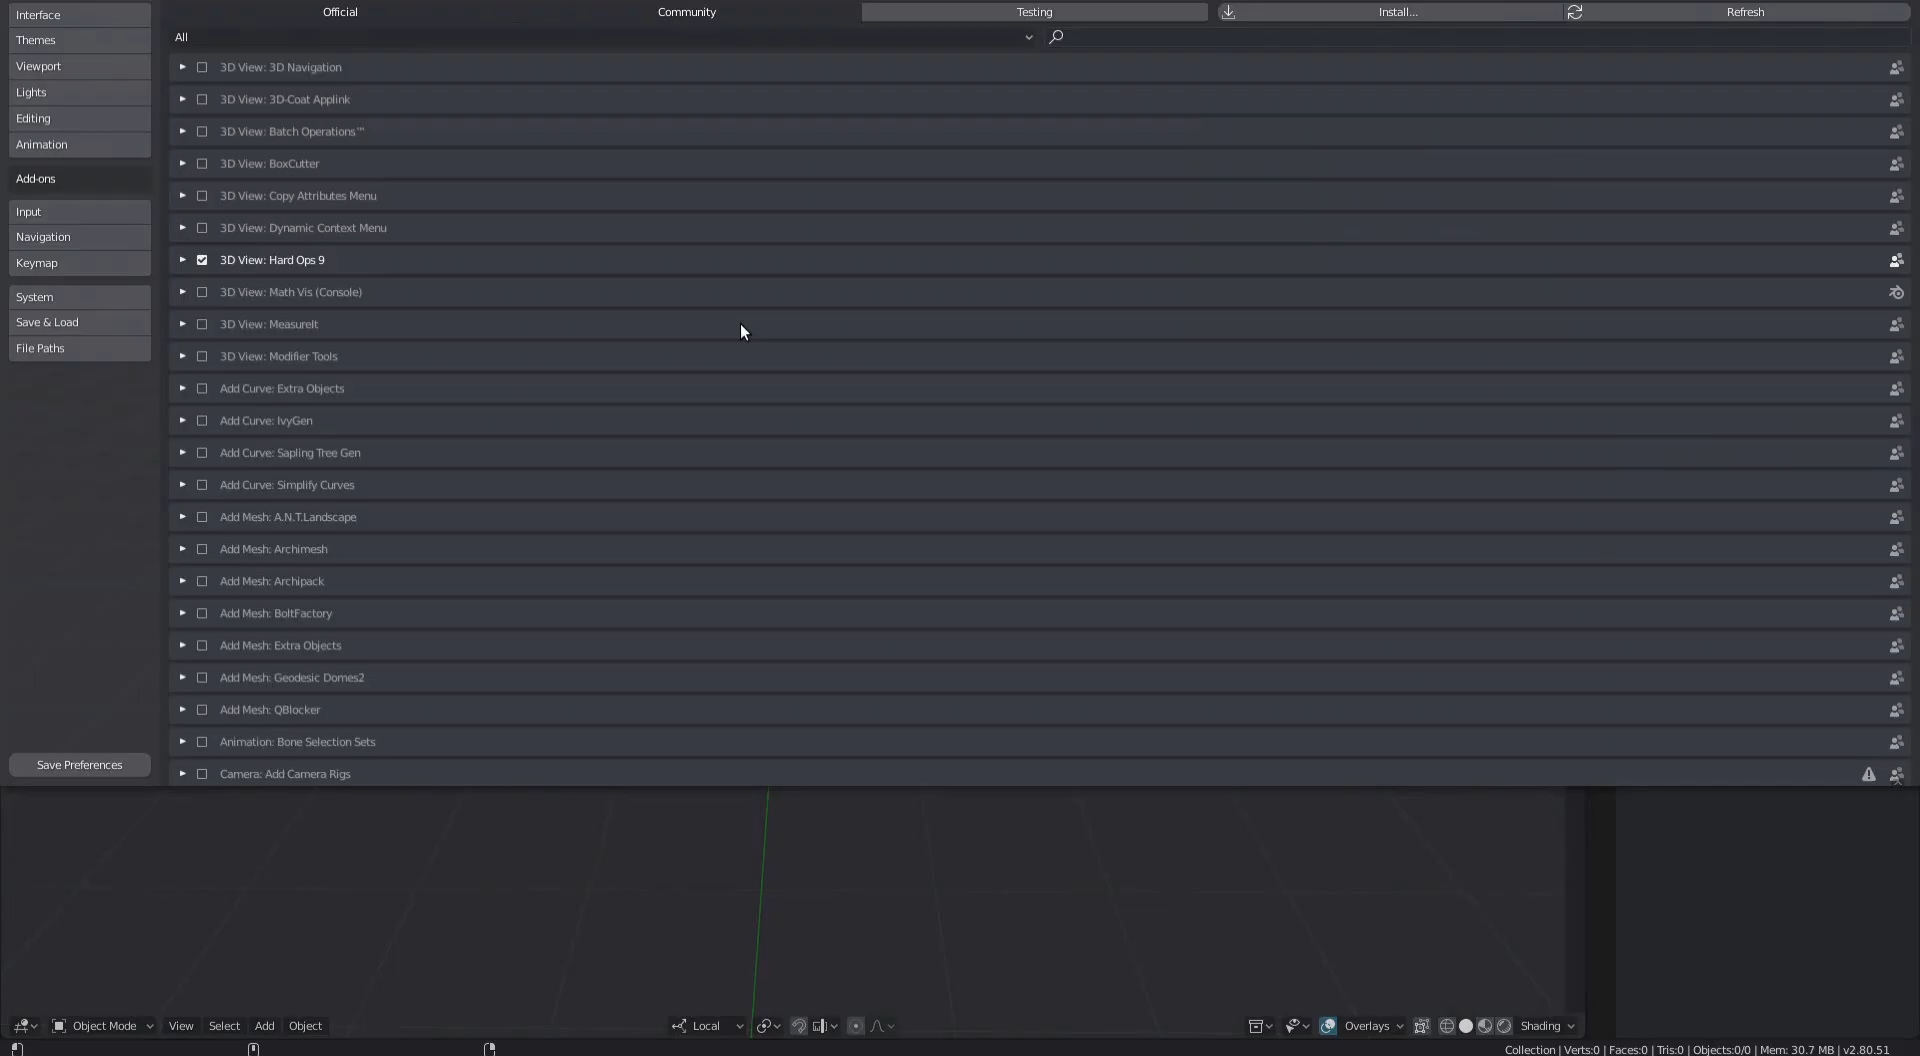 Interface
Themes
Viewport
Lights
Editing
Animation
Add-ons
Input
Navigation
Keymap
System
Save & Load
File Paths
Save Preferences
Official Community Testing Install... Refresh
All
3D View: 3D Navigation
3D View: 3D-Coat Applink
3D View: Batch Operations™
3D View: BoxCutter
3D View: Copy Attributes Menu
3D View: Dynamic Context Menu
3D View: Hard Ops 9
3D View: Math Vis (Console)
3D View: MeasureIt
3D View: Modifier Tools
Add Curve: Extra Objects
Add Curve: IvyGen
Add Curve: Sapling Tree Gen
Add Curve: Simplify Curves
Add Mesh: A.N.T.Landscape
Add Mesh: Archimesh
Add Mesh: Archipack
Add Mesh: BoltFactory
Add Mesh: Extra Objects
Add Mesh: Geodesic Domes2
Add Mesh: QBlocker
Animation: Bone Selection Sets
Camera: Add Camera Rigs
Object Mode View Select Add Object Local Overlays Shading
Collection | Verts:0 | Faces:0 | Tris:0 | Objects:0/0 | Mem: 30.7 MB | v2.80.51